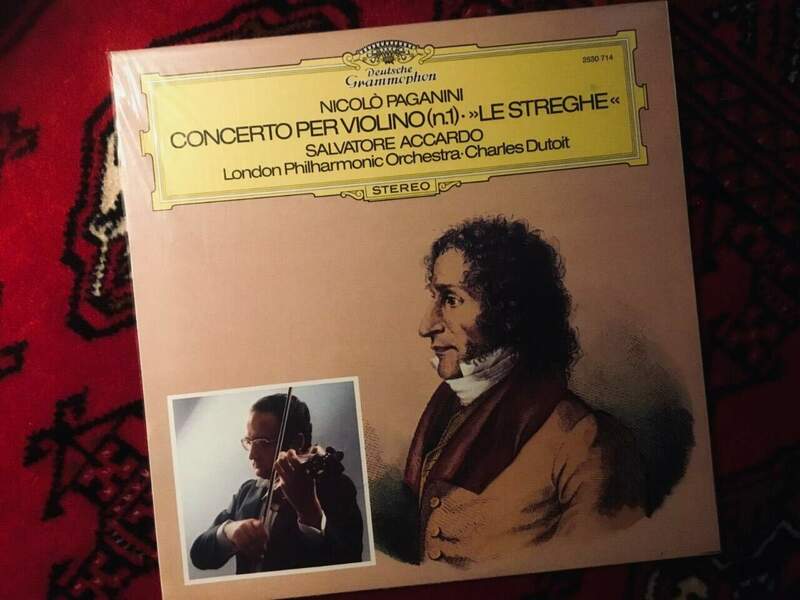 2530 714
Deutsche
Grammophon
NICOLÒ PAGANINI
CONCERTO PER VIOLINO (n.1) · »LE STREGHE«
SALVATORE ACCARDO
London Philharmonic Orchestra · Charles Dutoit
STEREO